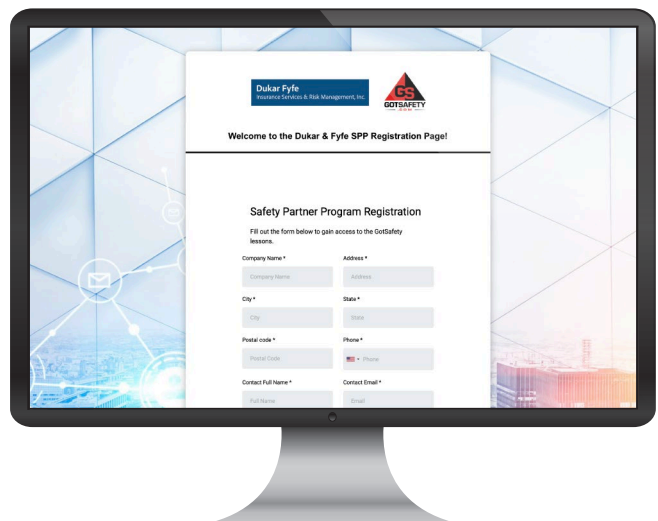 Dukar Fyfe
Insurance Services & Risk Management, Inc.
GS
GOTSAFETY
Welcome to the Dukar & Fyfe SPP Registration Page!
Safety Partner Program Registration
Fill out the form below to gain access to the GotSafety
lessons.
Company Name * Address *
Company Name Address
City * State *
City State
Postal code * Phone *
Postal Code Phone
Contact Full Name * Contact Email *
Full Name Email